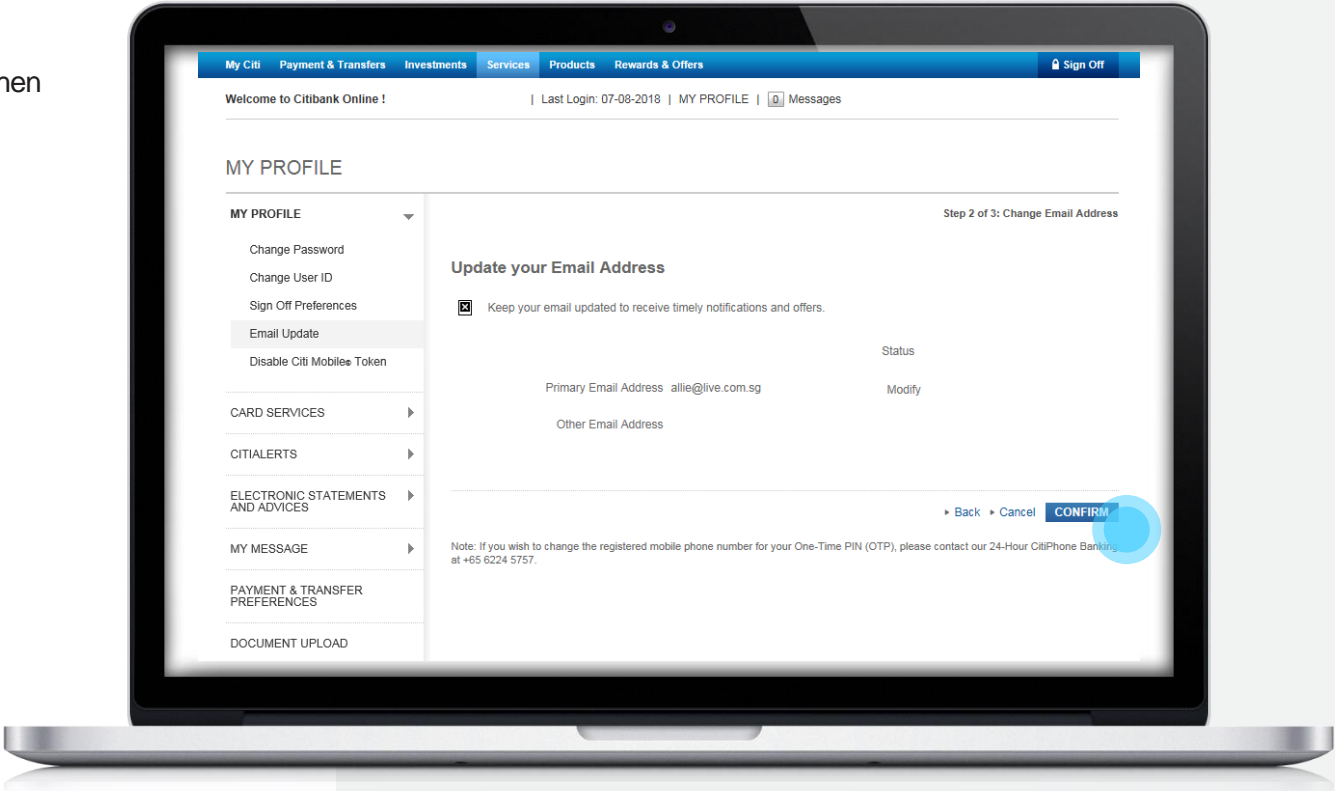 My Citi Payment & Transfers Investments Services Products Rewards & Offers Sign Off
Welcome to Citibank Online ! | Last Login: 07-08-2018 | MY PROFILE | 0 Messages
MY PROFILE
MY PROFILE
Change Password
Change User ID
Sign Off Preferences
Email Update
Disable Citi Mobile® Token
CARD SERVICES
CITIALERTS
ELECTRONIC STATEMENTS
AND ADVICES
MY MESSAGE
PAYMENT & TRANSFER
PREFERENCES
DOCUMENT UPLOAD
Step 2 of 3: Change Email Address
Update your Email Address
Keep your email updated to receive timely notifications and offers.
Status
Primary Email Address allie@live.com.sg Modify
Other Email Address
Back Cancel CONFIRM
Note: If you wish to change the registered mobile phone number for your One-Time PIN (OTP), please contact our 24-Hour CitiPhone Banking
at +65 6224 5757.